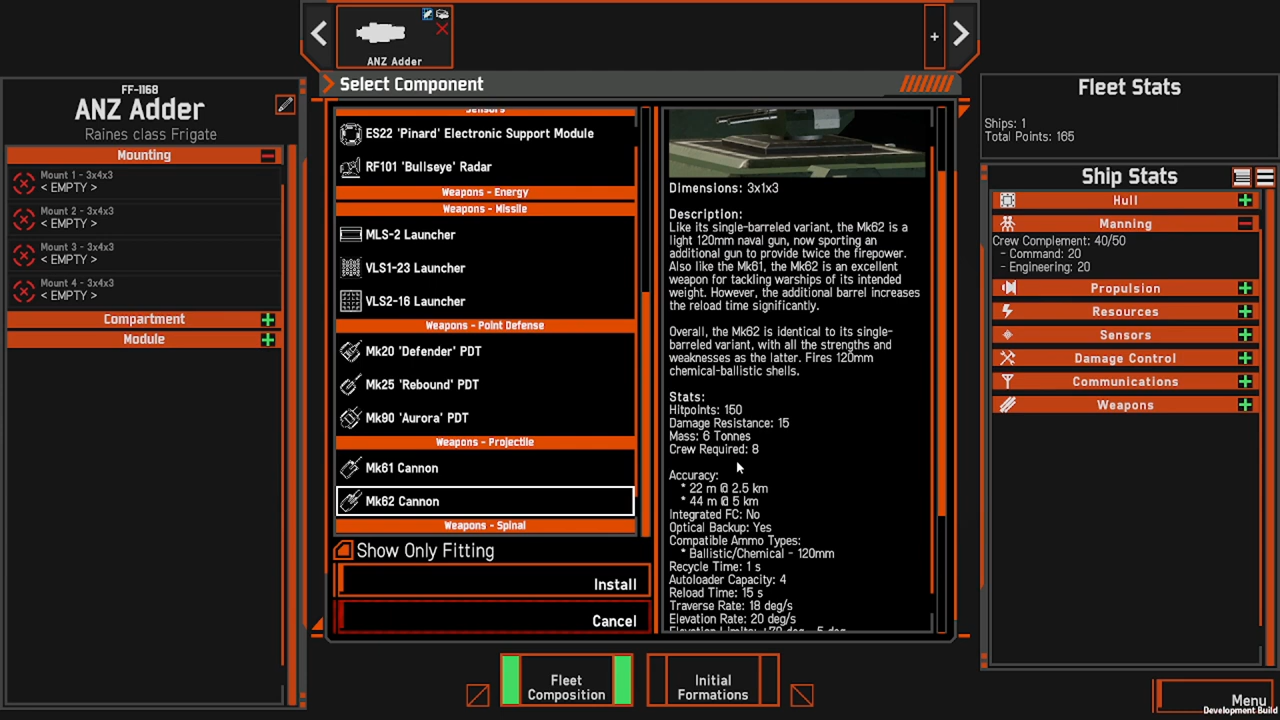 ANZ Adder
FF-1168
ANZ Adder
Raines class Frigate
Mounting
Mount 1 - 3x4x3
< EMPTY >
Mount 2 - 3x4x3
< EMPTY >
Mount 3 - 3x4x3
< EMPTY >
Mount 4 - 3x4x3
< EMPTY >
Compartment
Module
Select Component
Sensors
ES22 'Pinard' Electronic Support Module
RF101 'Bullseye' Radar
Weapons - Energy
Weapons - Missile
MLS-2 Launcher
VLS1-23 Launcher
VLS2-16 Launcher
Weapons - Point Defense
Mk20 'Defender' PDT
Mk25 'Rebound' PDT
Mk90 'Aurora' PDT
Weapons - Projectile
Mk61 Cannon
Mk62 Cannon
Weapons - Spinal
Show Only Fitting
Install
Cancel
Dimensions: 3x1x3
Description:
Like its single-barreled variant, the Mk62 is a
light 120mm naval gun, now sporting an
additional gun to provide twice the firepower.
Also like the Mk61, the Mk62 is an excellent
weapon for tackling warships of its intended
weight. However, the additional barrel increases
the reload time significantly.
Overall, the Mk62 is identical to its single-
barreled variant, with all the strengths and
weaknesses as the latter. Fires 120mm
chemical-ballistic shells.
Stats:
Hitpoints: 150
Damage Resistance: 15
Mass: 6 Tonnes
Crew Required: 8
Accuracy:
* 22 m @ 2.5 km
* 44 m @ 5 km
Integrated FC: No
Optical Backup: Yes
Compatible Ammo Types:
* Ballistic/Chemical - 120mm
Recycle Time: 1 s
Autoloader Capacity: 4
Reload Time: 15 s
Traverse Rate: 18 deg/s
Elevation Rate: 20 deg/s
Fleet Stats
Ships: 1
Total Points: 165
Ship Stats
Hull
Manning
Crew Complement: 40/50
- Command: 20
- Engineering: 20
Propulsion
Resources
Sensors
Damage Control
Communications
Weapons
Fleet
Composition
Initial
Formations
Menu
Development Build